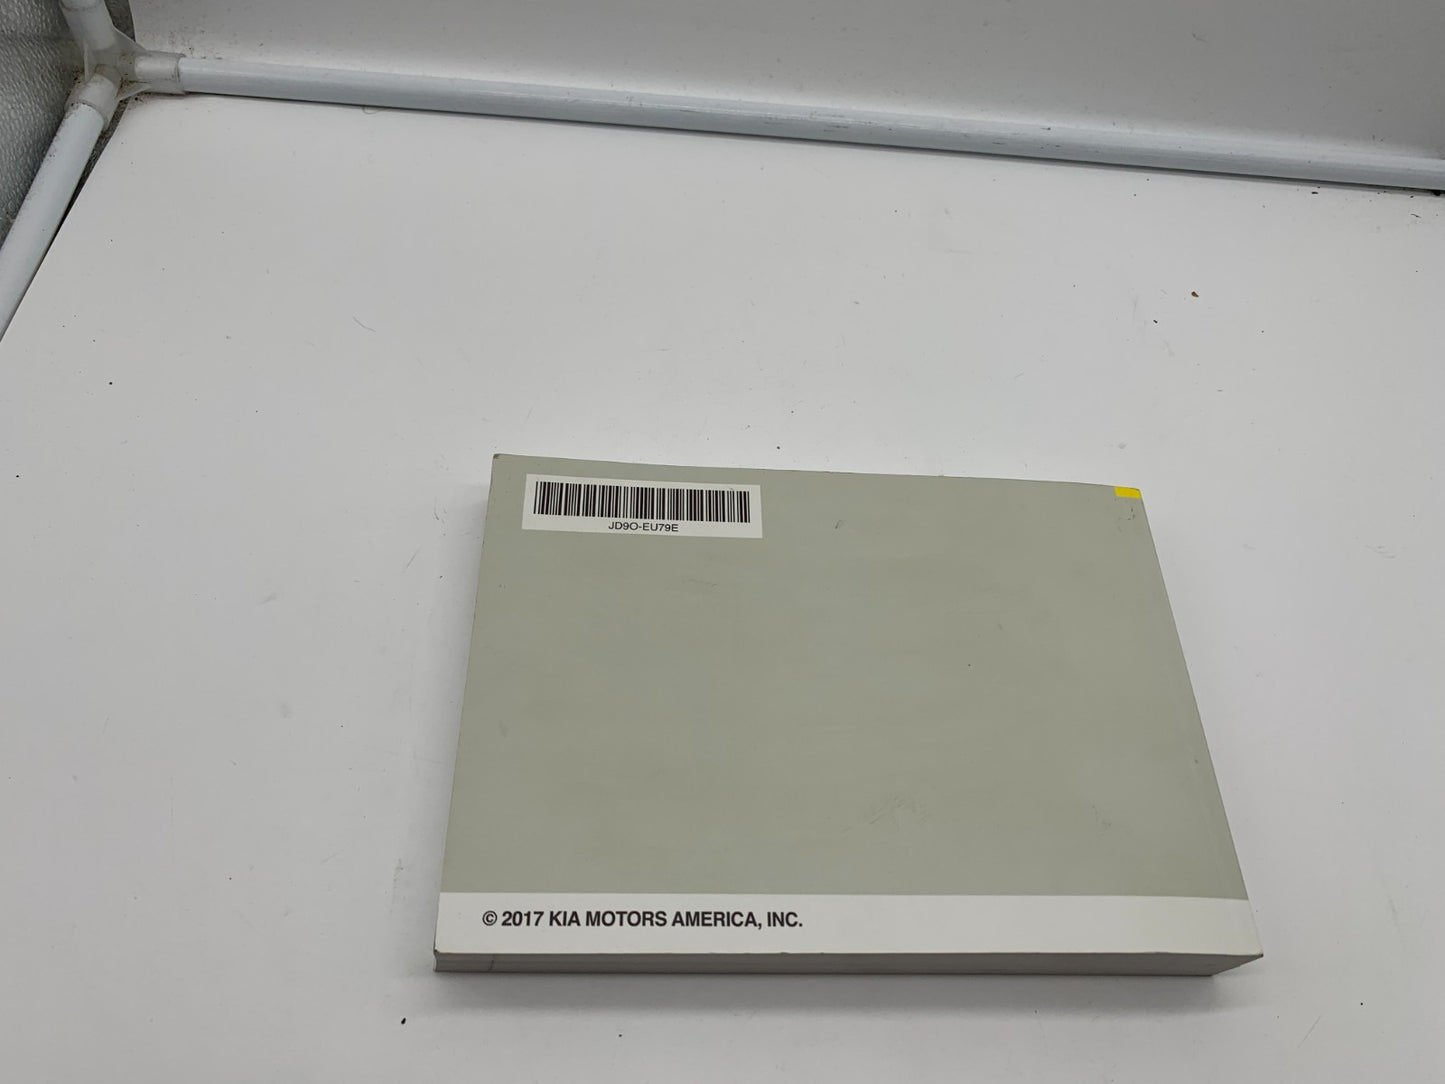 JD9O-EU79E
© 2017 KIA MOTORS AMERICA, INC.